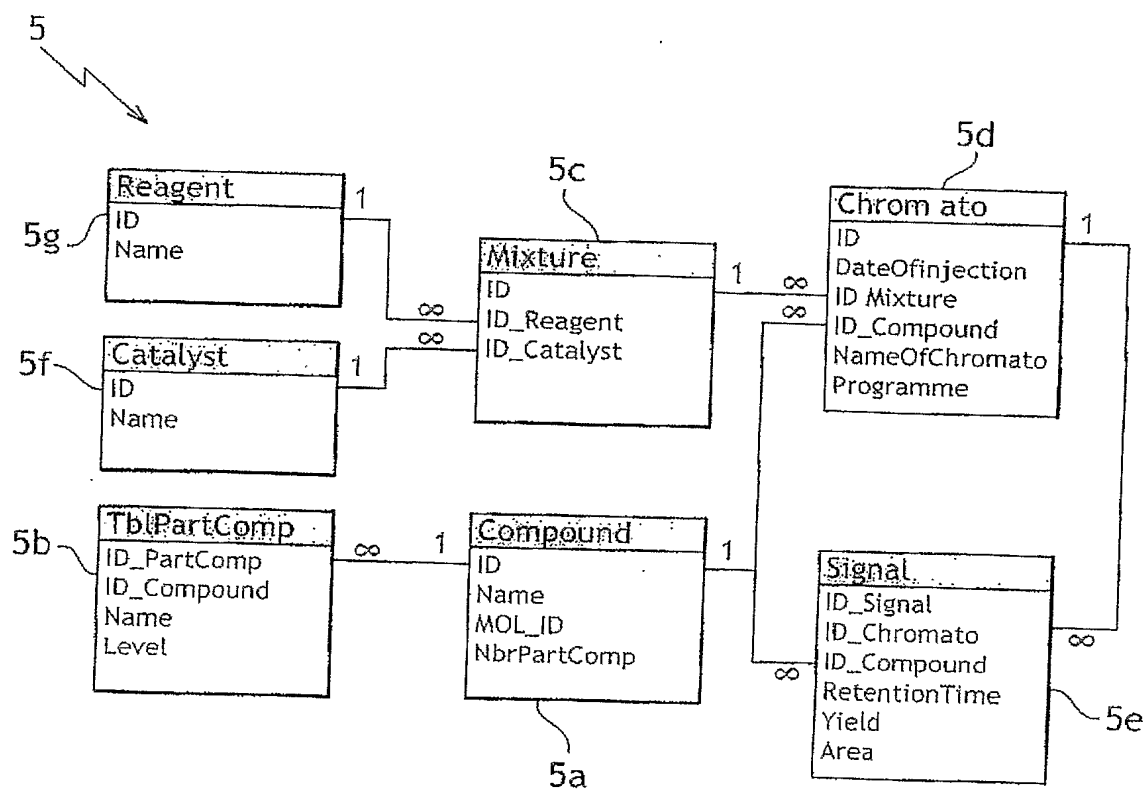 5
5g
Reagent
ID
Name
1
5c
Mixture
ID
ID_Reagent
ID_Catalyst
∞
∞
1
5d
Chrom ato
ID
DateOfinjection
ID Mixture
ID_Compound
NameOfChromato
Programme
∞
∞
1
5f
Catalyst
ID
Name
1
5b
TblPartComp
ID_PartComp
ID_Compound
Name
Level
∞
1
Compound
ID
Name
MOL_ID
NbrPartComp
1
5a
Signal
ID_Signal
ID_Chromato
ID_Compound
RetentionTime
Yield
Area
∞
∞
5e